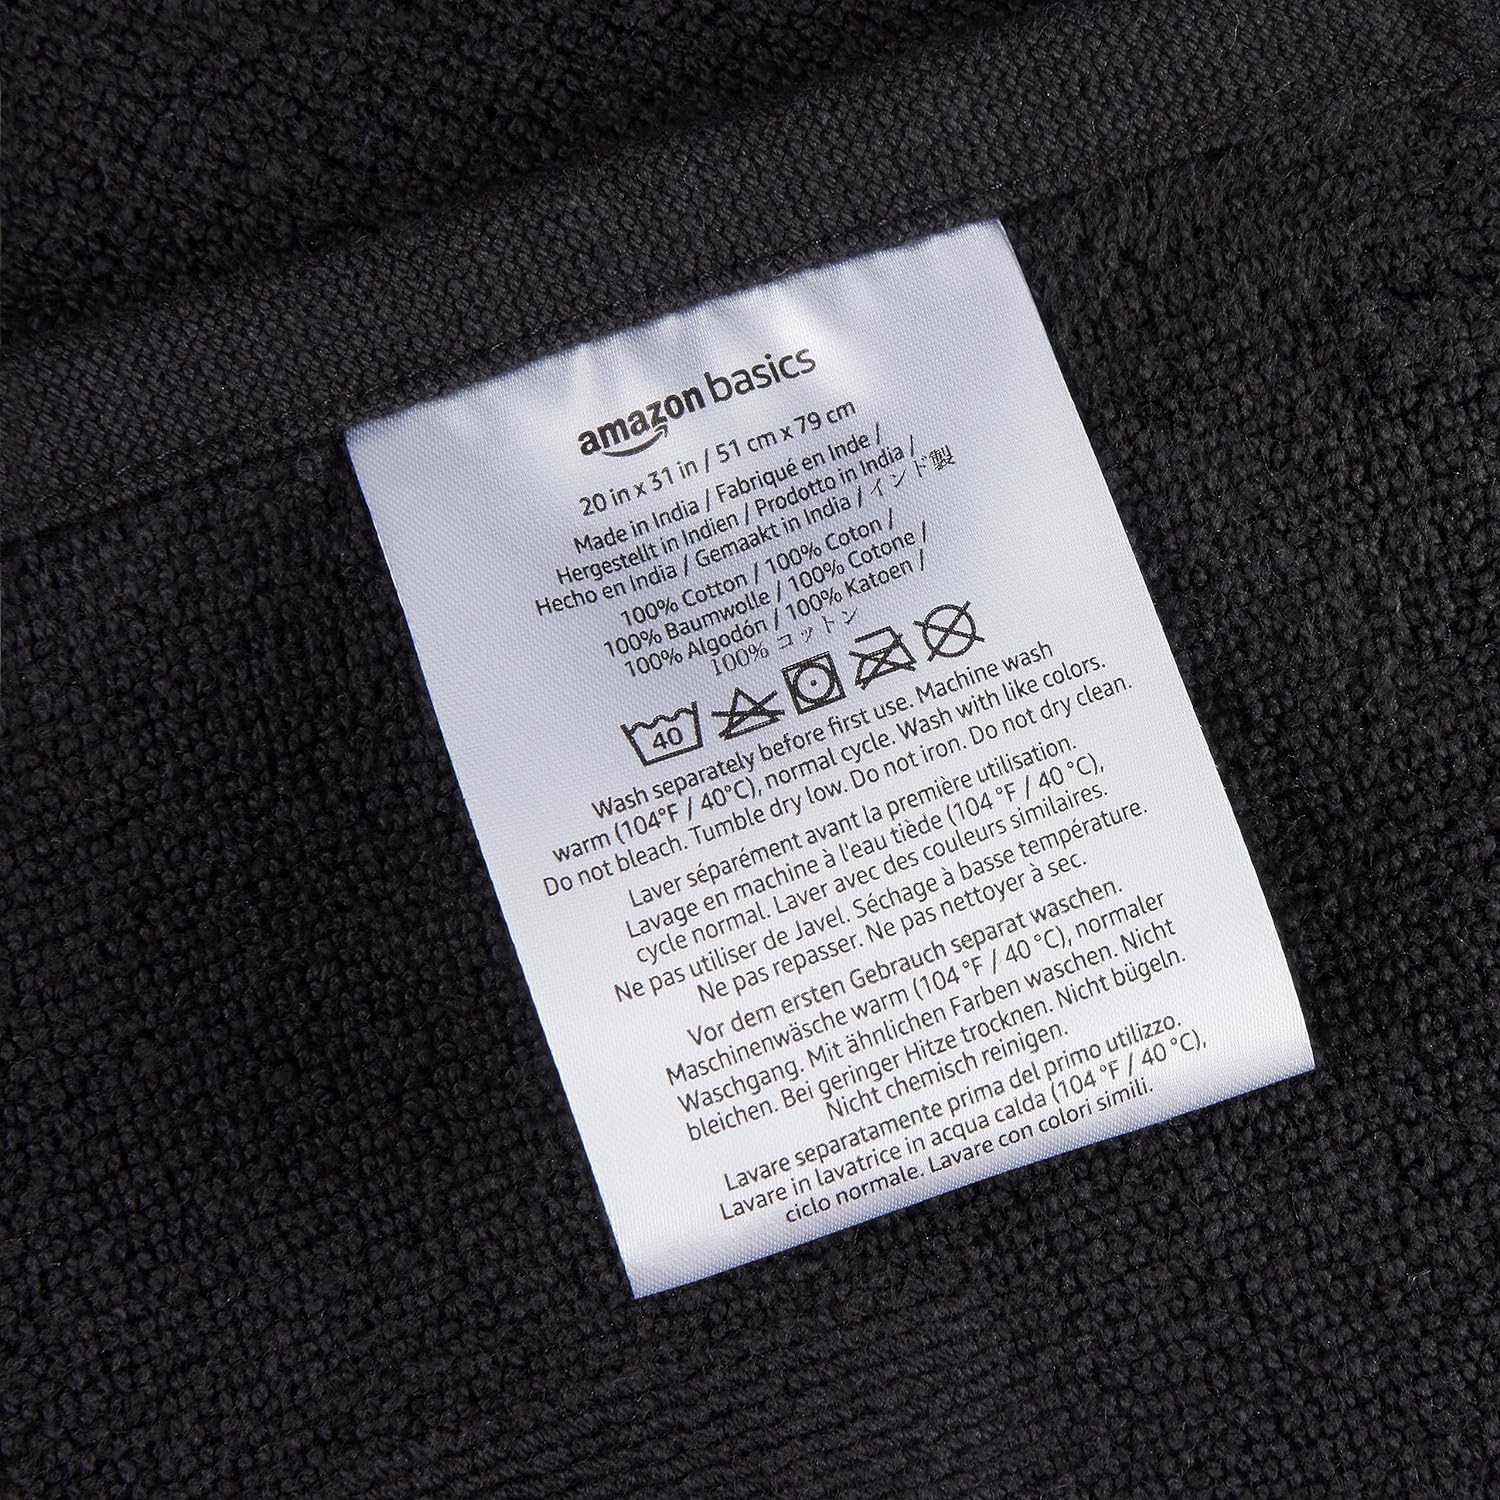 amazon basics
20 in x 31 in / 51 cm x 79 cm
Made in India / Fabriqué en Inde /
Hergestellt in Indien / Prodotto in India /
Hecho en India / Gemaakt in India / インド製
100% Cotton / 100% Coton /
100% Baumwolle / 100% Cotone /
100% Algodón / 100% Katoen /
100% コットン
40
Wash separately before first use. Machine wash
warm (104°F / 40°C), normal cycle. Wash with like colors.
Do not bleach. Tumble dry low. Do not iron. Do not dry clean.
Laver séparément avant la première utilisation.
Lavage en machine à l'eau tiède (104 °F / 40 °C),
cycle normal. Laver avec des couleurs similaires.
Ne pas utiliser de Javel. Séchage à basse température.
Ne pas repasser. Ne pas nettoyer à sec.
Vor dem ersten Gebrauch separat waschen.
Maschinenwäsche warm (104 °F / 40 °C), normaler
Waschgang. Mit ähnlichen Farben waschen. Nicht
bleichen. Bei geringer Hitze trocknen. Nicht bügeln.
Nicht chemisch reinigen.
Lavare separatamente prima del primo utilizzo.
Lavare in lavatrice in acqua calda (104 °F / 40 °C),
ciclo normale. Lavare con colori simili.